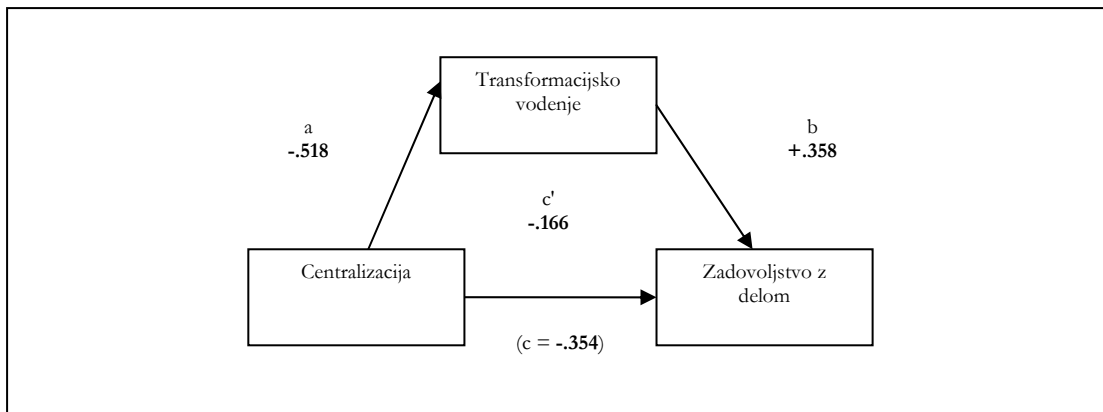 Transformacijsko
vodenje
a
-.518
b
+.358
c'
-.166
Centralizacija
Zadovoljstvo z
delom
(c = -.354)